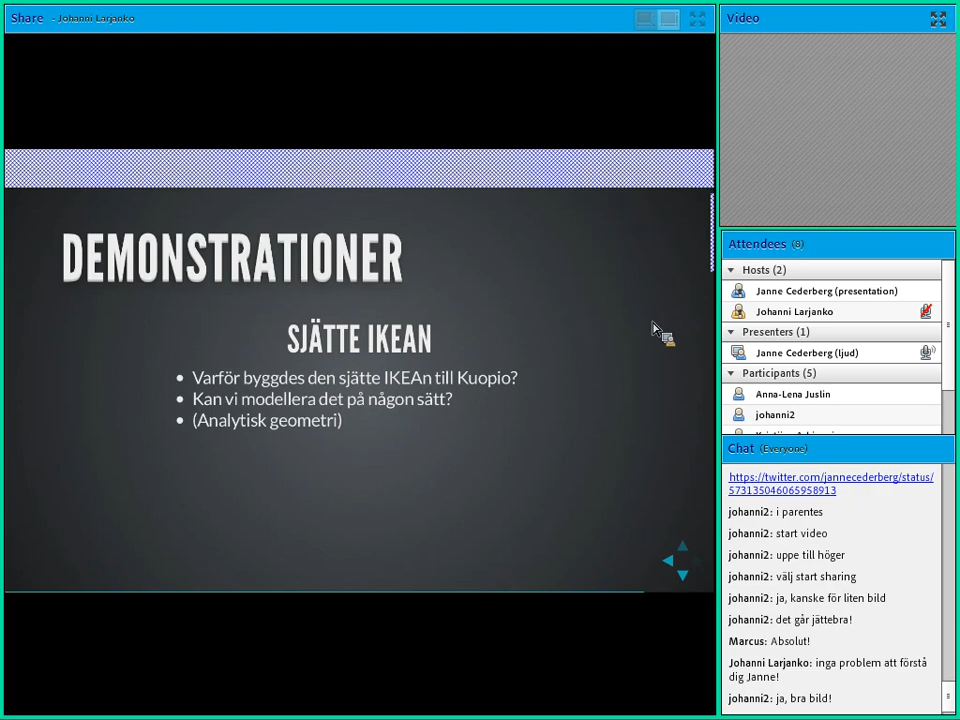 Share - Johanni Larjanko
DEMONSTRATIONER
SJÄTTE IKEAN
• Varför byggdes den sjätte IKEAn till Kuopio?
• Kan vi modellera det på någon sätt?
• (Analytisk geometri)
Video
Attendees (8)
Hosts (2)
Janne Cederberg (presentation)
Johanni Larjanko
Presenters (1)
Janne Cederberg (ljud)
Participants (5)
Anna-Lena Juslin
johanni2
Chat (Everyone)
https://twitter.com/jannecederberg/status/
573135046065958913
johanni2: i parentes
johanni2: start video
johanni2: uppe till höger
johanni2: välj start sharing
johanni2: ja, kanske för liten bild
johanni2: det går jättebra!
Marcus: Absolut!
Johanni Larjanko: inga problem att förstå
dig Janne!
johanni2: ja, bra bild!